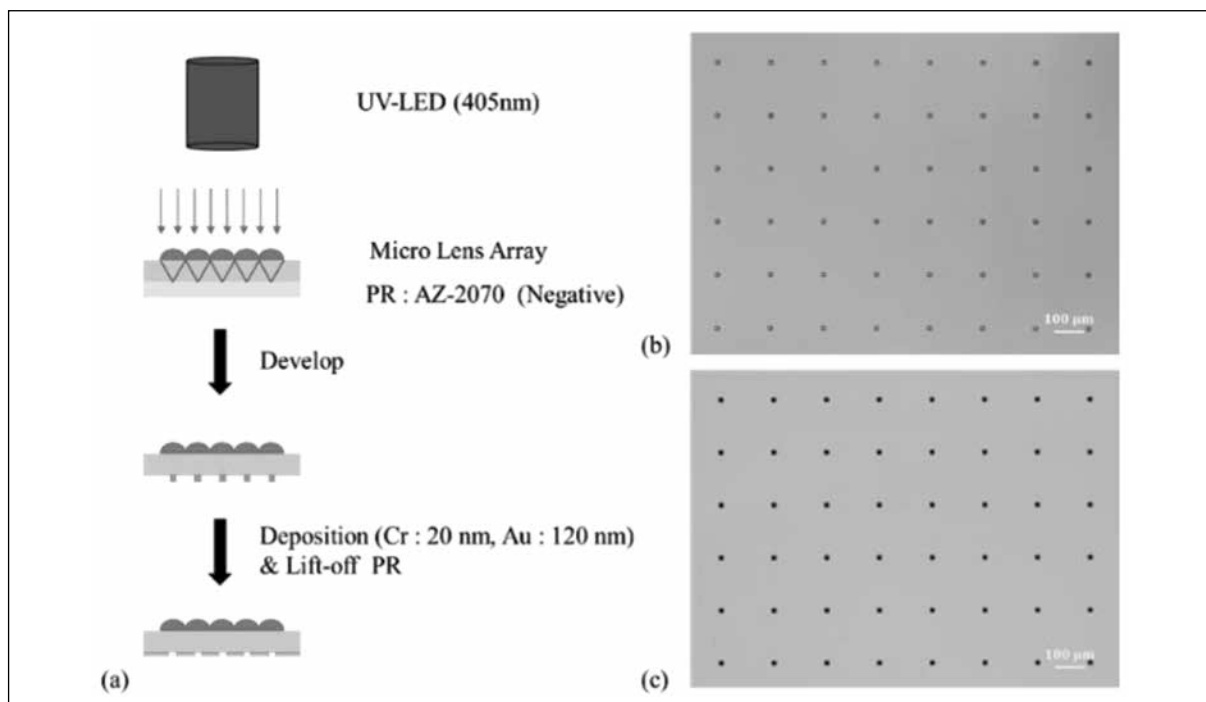 UV-LED (405nm)
Micro Lens Array
PR : AZ-2070 (Negative)
Develop
Deposition (Cr : 20 nm, Au : 120 nm)
& Lift-off PR
(a)
100 μm
(b)
100 μm
(c)